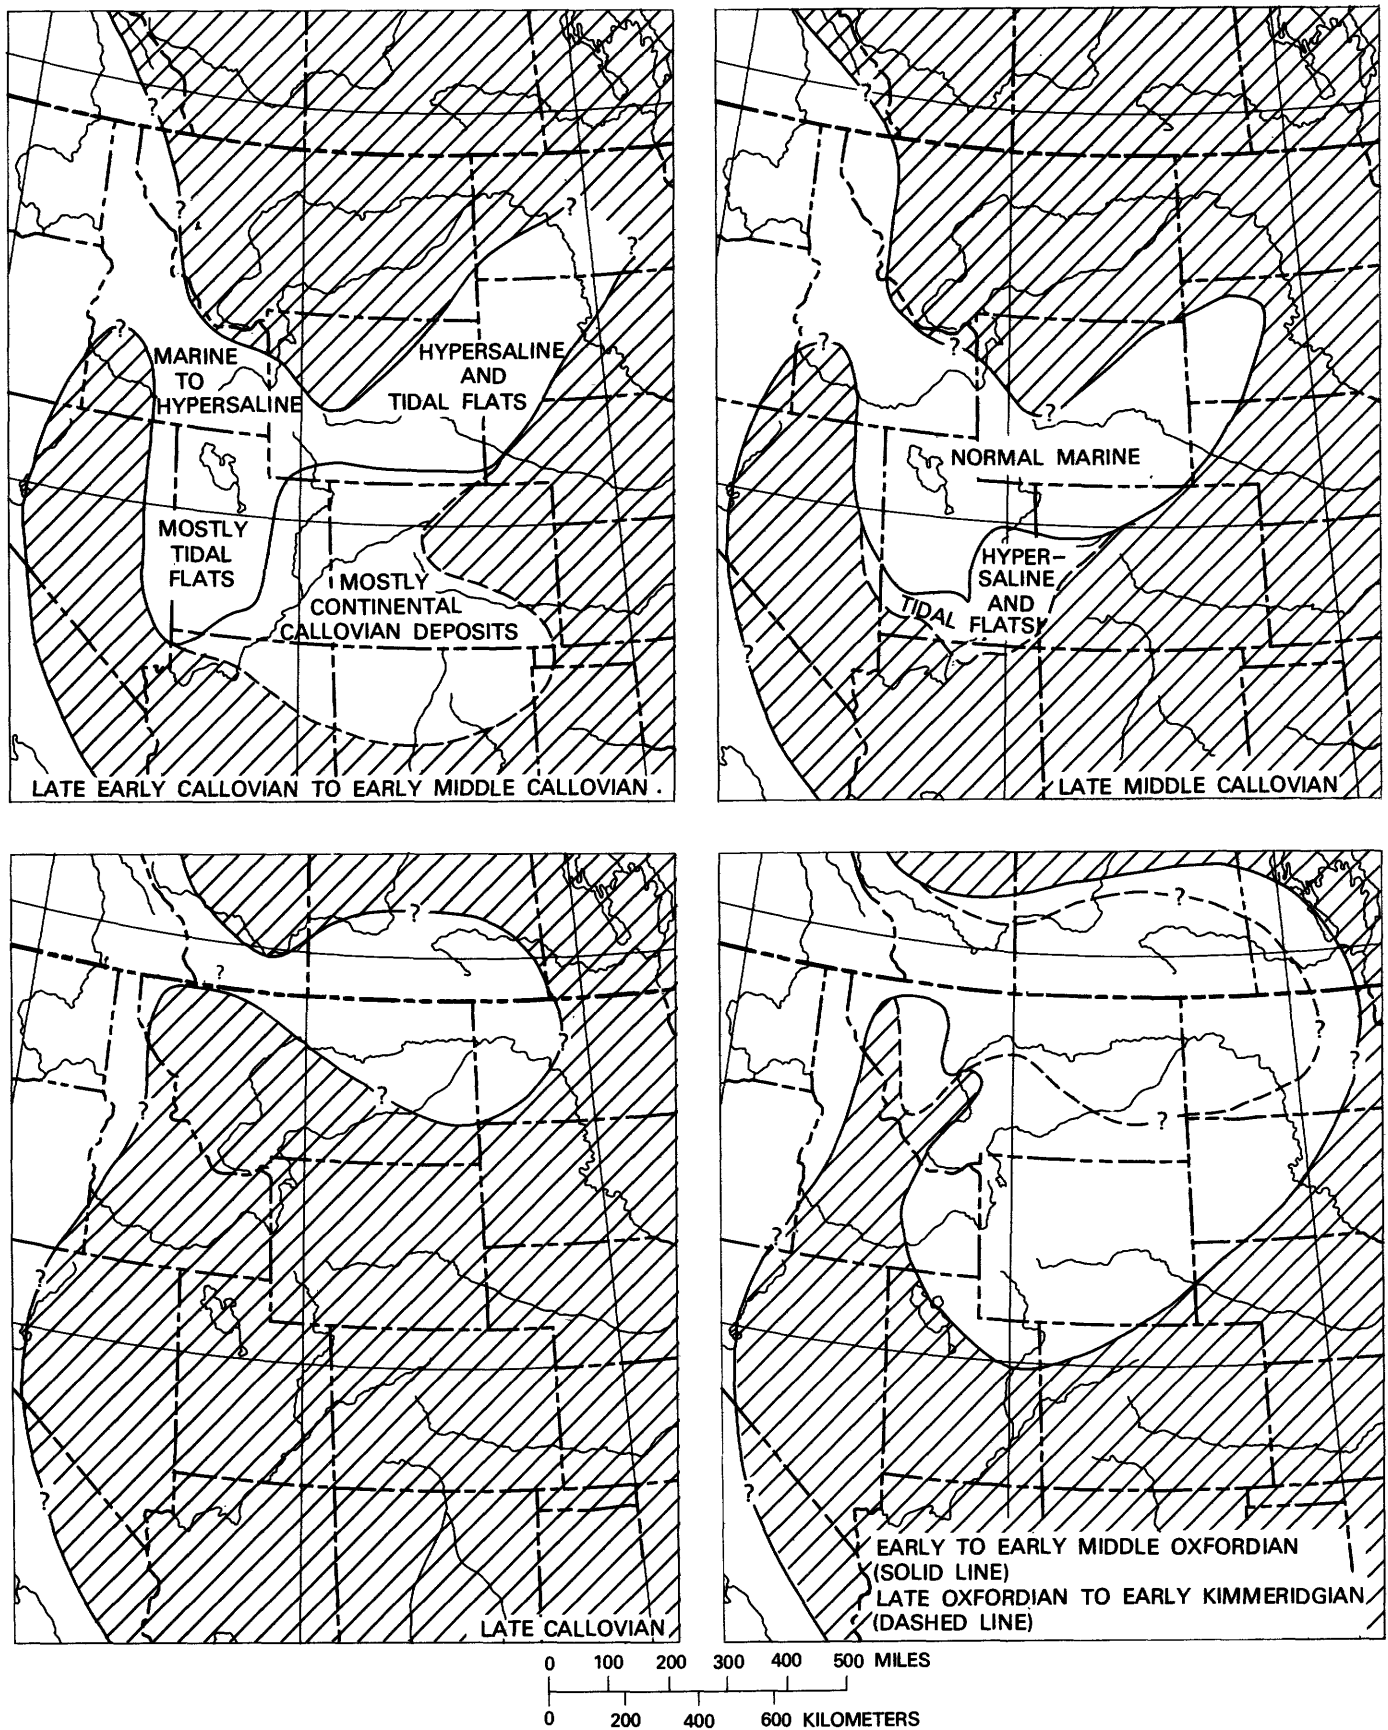 ?
?
?
?
?
MARINE
TO
HYPERSALINE
HYPERSALINE
AND
TIDAL FLATS
MOSTLY
TIDAL
FLATS
MOSTLY
CONTINENTAL
CALLOVIAN DEPOSITS
LATE EARLY CALLOVIAN TO EARLY MIDDLE CALLOVIAN.
?
?
?
?
NORMAL MARINE
HYPER-
SALINE
AND
TIDAL FLATS
?
LATE MIDDLE CALLOVIAN
?
?
?
?
?
?
?
LATE CALLOVIAN
?
?
?
?
?
?
EARLY TO EARLY MIDDLE OXFORDIAN
(SOLID LINE)
LATE OXFORDIAN TO EARLY KIMMERIDGIAN
(DASHED LINE)
0 100 200 300 400 500 MILES
0 200 400 600 KILOMETERS